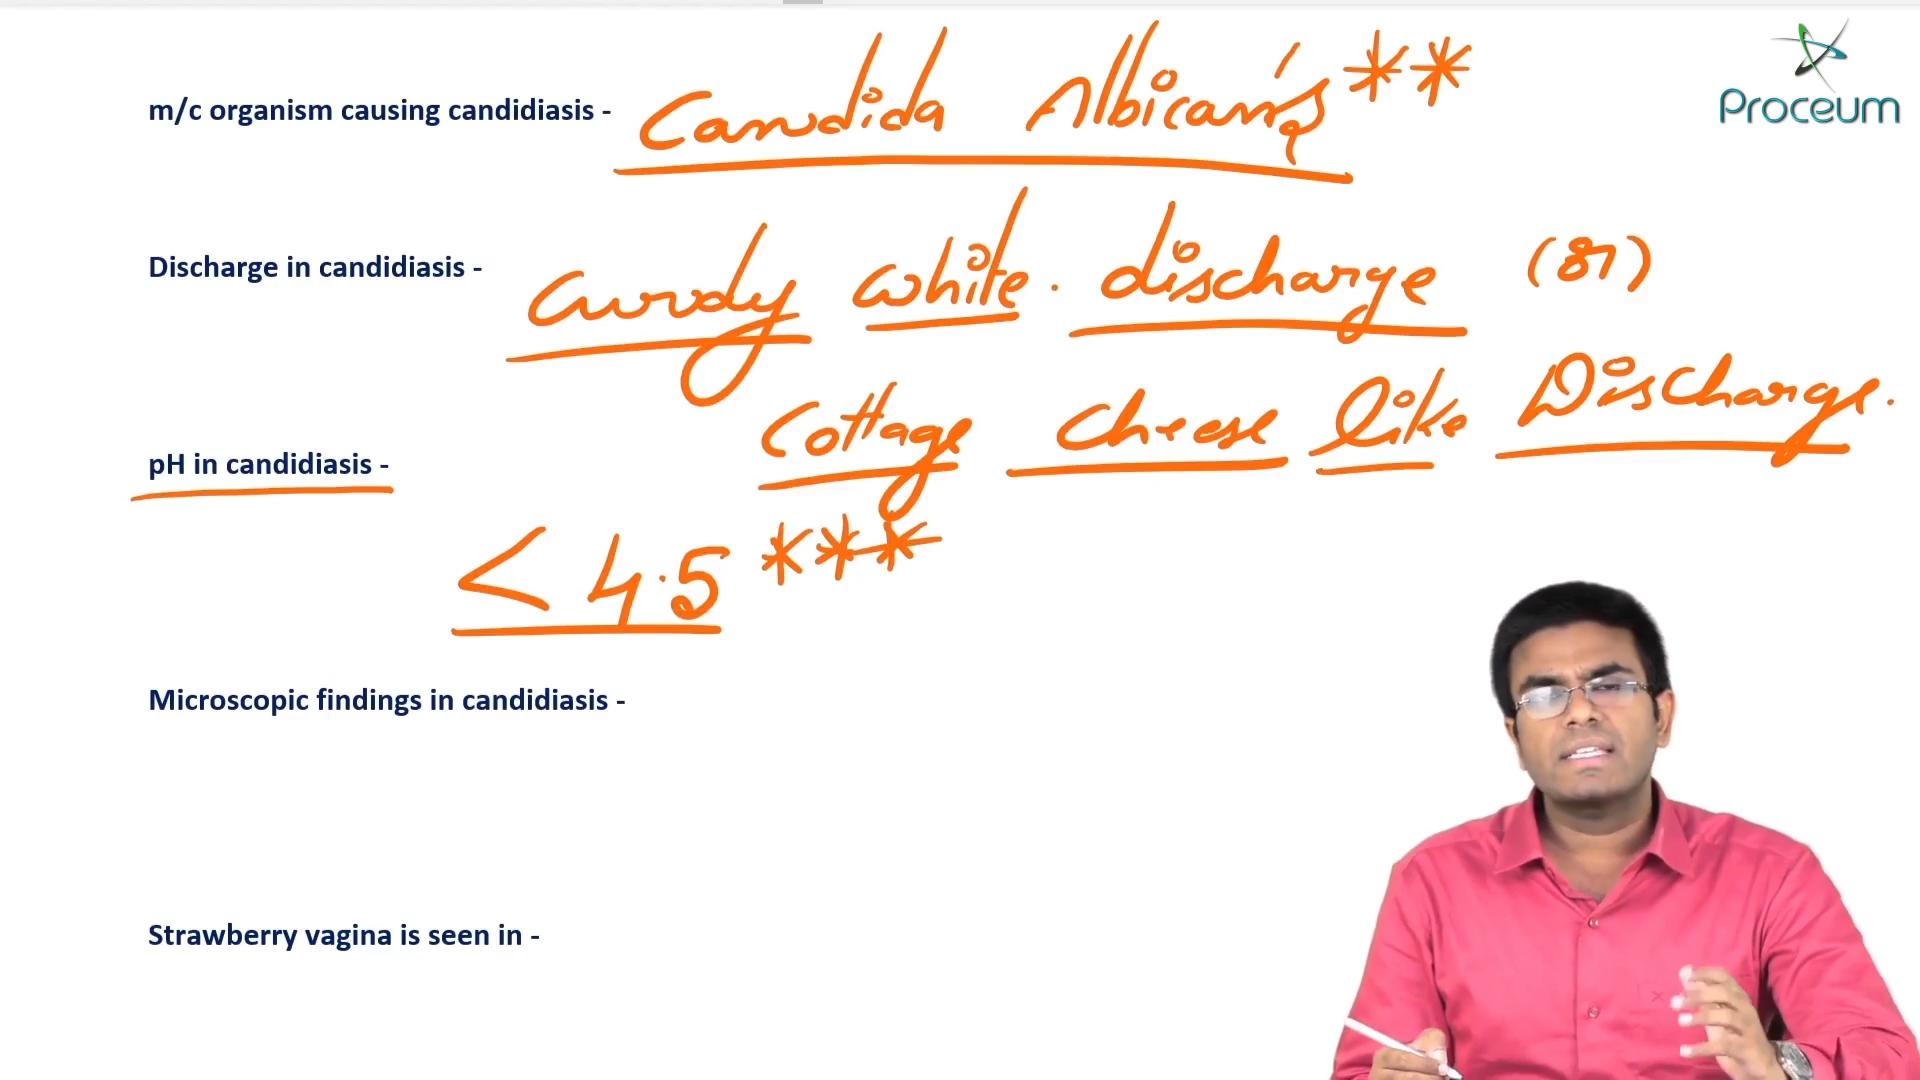 Proceum
m/c organism causing candidiasis - Candida Albicans **
Discharge in candidiasis - Curdy white. discharge (or)
Cottage cheese like Discharge.
pH in candidiasis -
< 4.5 ***
Microscopic findings in candidiasis -
Strawberry vagina is seen in -